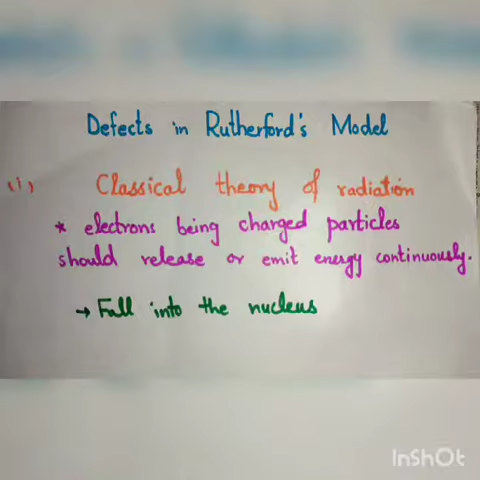 Defects in Rutherford's Model
(i) Classical theory of radiation
* electrons being charged particles
should release or emit energy continuously.
→ Fall into the nucleus
InShOt